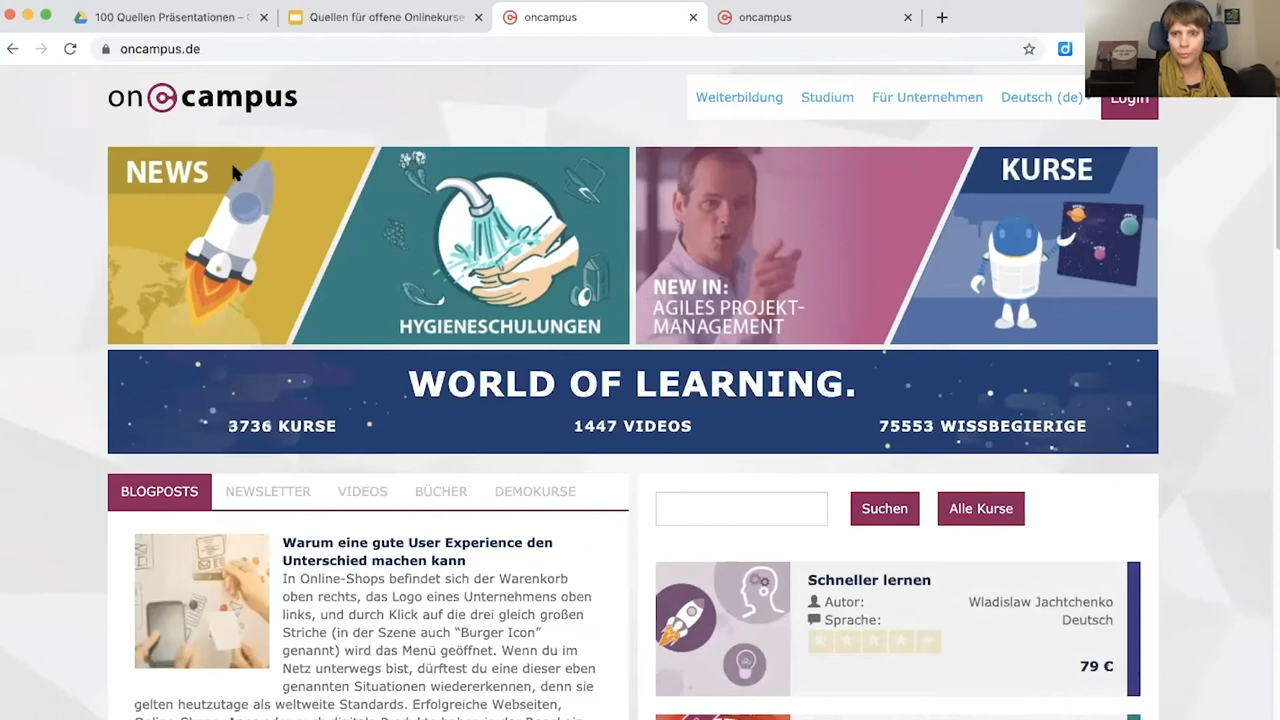 100 Quellen Präsentationen –
Quellen für offene Onlinekurse
oncampus
oncampus
oncampus.de
on campus
Weiterbildung
Studium
Für Unternehmen
Deutsch (de)
Login
NEWS
HYGIENESCHULUNGEN
NEW IN:
AGILES PROJEKT-
MANAGEMENT
KURSE
WORLD OF LEARNING.
3736 KURSE
1447 VIDEOS
75553 WISSBEGIERIGE
BLOGPOSTS
NEWSLETTER
VIDEOS
BÜCHER
DEMOKURSE
Warum eine gute User Experience den
Unterschied machen kann
In Online-Shops befindet sich der Warenkorb
oben rechts, das Logo eines Unternehmens oben
links, und durch Klick auf die drei gleich großen
Striche (in der Szene auch “Burger Icon”
genannt) wird das Menü geöffnet. Wenn du im
Netz unterwegs bist, dürftest du eine dieser eben
genannten Situationen wiedererkennen, denn sie
gelten heutzutage als weltweite Standards. Erfolgreiche Webseiten,
Suchen
Alle Kurse
Schneller lernen
Autor:
Wladislaw Jachtchenko
Sprache:
Deutsch
79 €